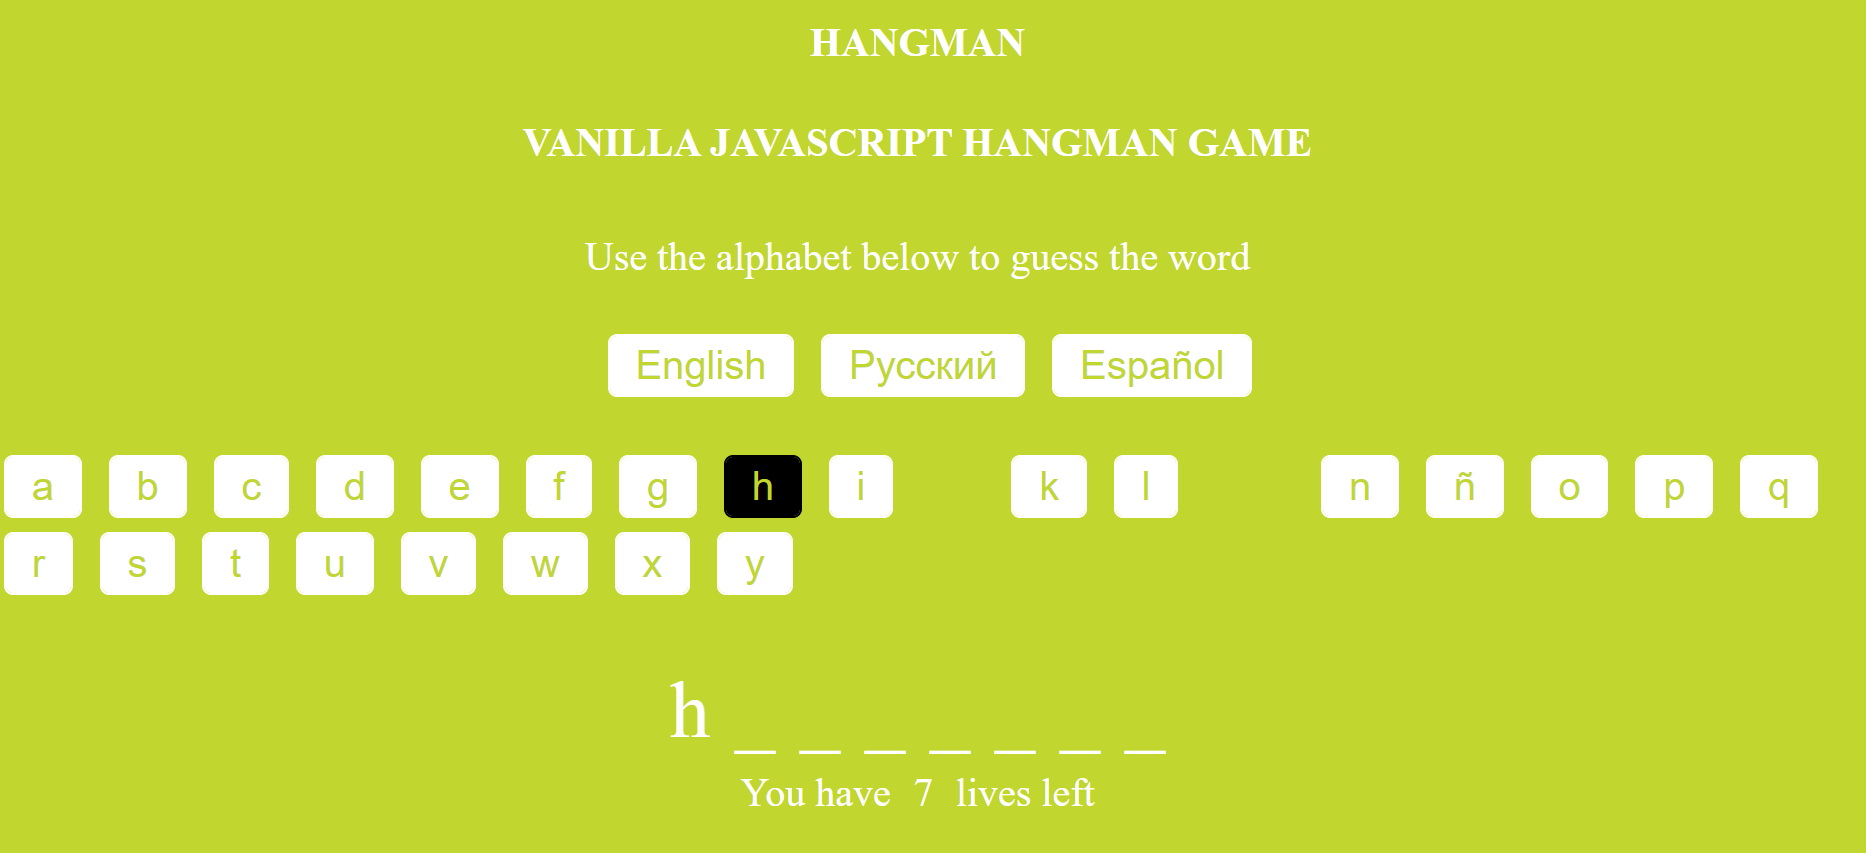 HANGMAN
VANILLA JAVASCRIPT HANGMAN GAME
Use the alphabet below to guess the word
English Русский Español
a b c d e f g h i k l n ñ o p q
r s t u v w x y
h _ _ _ _ _ _ _
You have 7 lives left